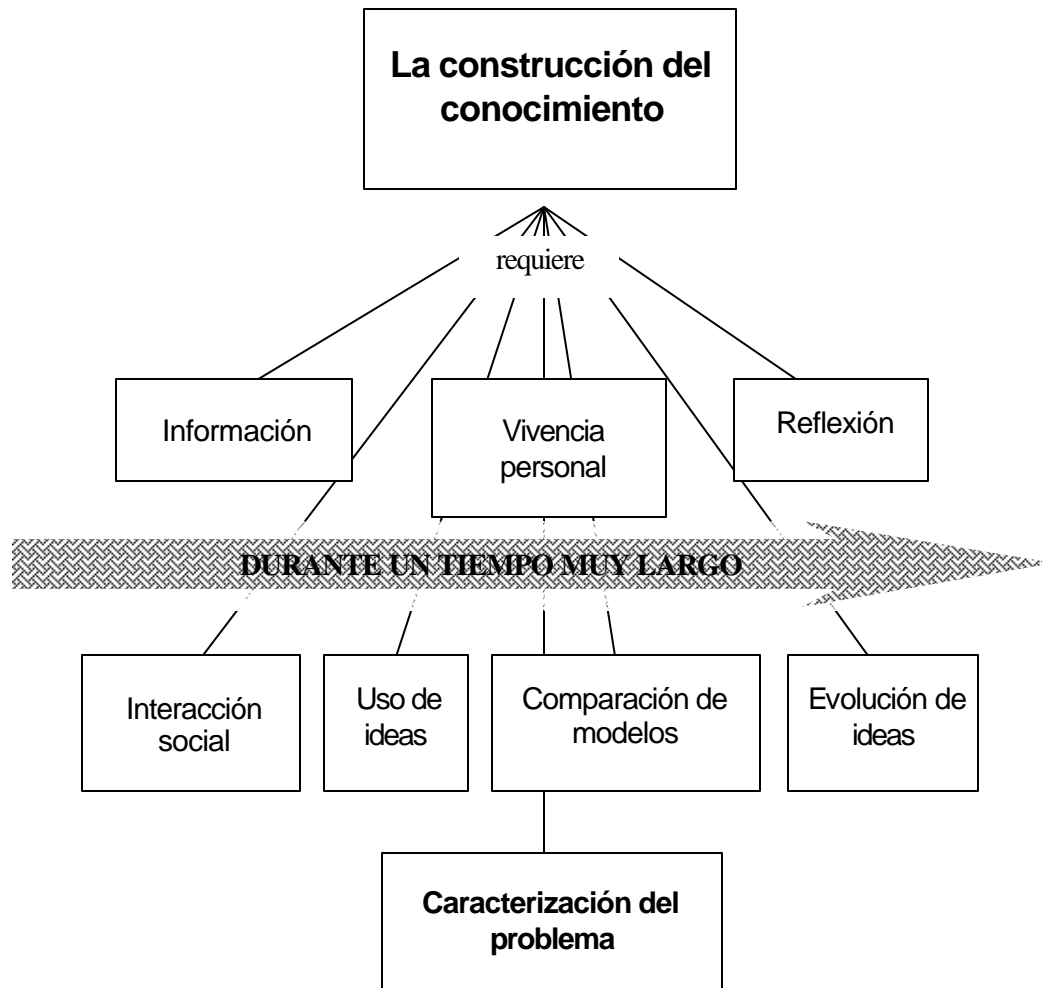 La construcción del
conocimiento
requiere
Información
Vivencia
personal
Reflexión
DURANTE UN TIEMPO MUY LARGO
Interacción
social
Uso de
ideas
Comparación de
modelos
Evolución de
ideas
Caracterización del
problema